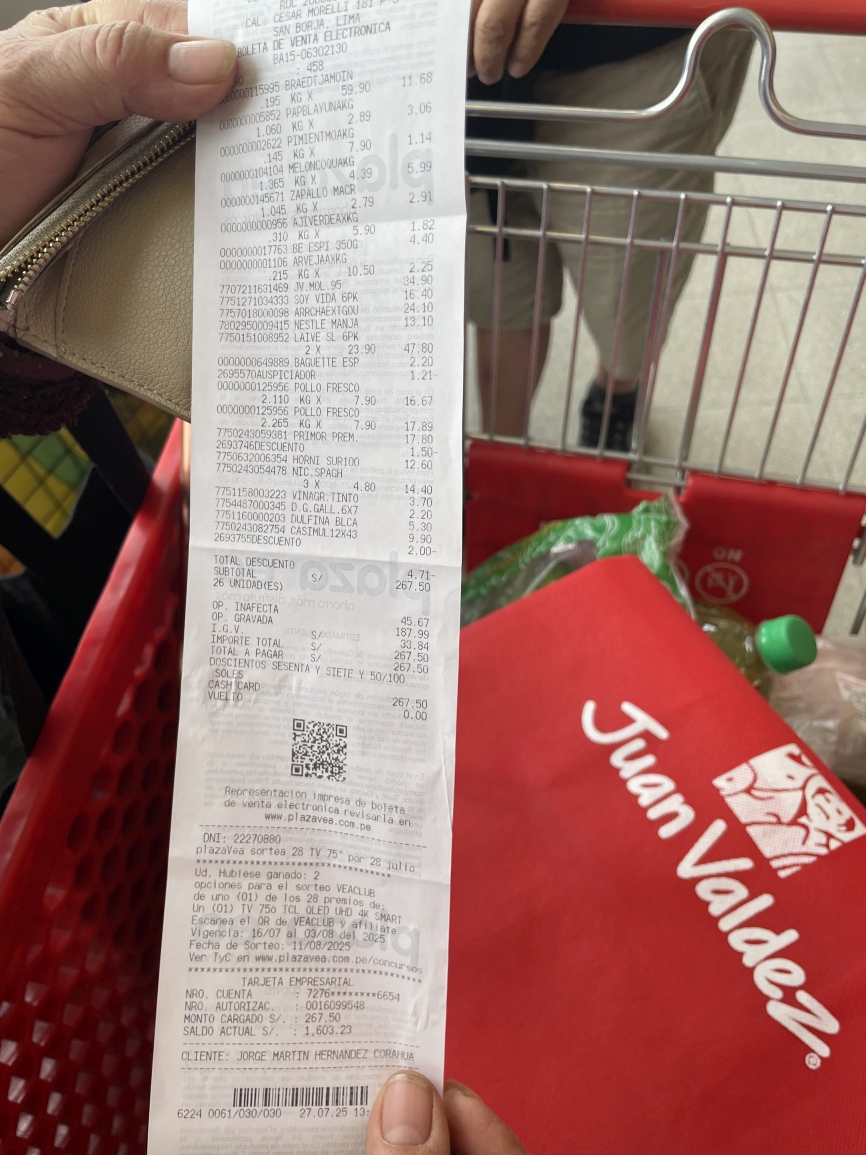 CAL. CESAR MORELLI 181
SAN BORJA, LIMA
BOLETA DE VENTA ELECTRONICA
BA15-06302130
: 458
115995 BRAEDTJAMOIN 11.68
.195 KG X 59.90
0000000005852 PAPBLAYUNAKG 3.06
1.060 KG X 2.89
0000000002622 PIMIENTMOAKG 1.14
.145 KG X 7.90
0000000104104 MELONCOQUAKG 5.99
1.365 KG X 4.39
0000000145671 ZAPALLO MACR 2.91
1.045 KG X 2.79
0000000000956 AJIVERDEAXKG 1.82
.310 KG X 5.90
0000000017763 BE ESPI 350G 4.40
0000000001106 ARVEJAAXKG 2.25
.215 KG X 10.50
7707211631469 JV.MOL.95 34.90
7751271034333 SOY VIDA 6PK 16.40
7757018000098 ARRCHAEXTGOU 24.10
7802950009415 NESTLE MANJA 13.10
7750151008952 LAIVE SL 6PK
2 X 23.90 47.80
0000000649889 BAGUETTE ESP 2.20
2695570AUSPICIADOR 1.21-
0000000125956 POLLO FRESCO
2.110 KG X 7.90 16.67
0000000125956 POLLO FRESCO
2.265 KG X 7.90 17.89
7750243059381 PRIMOR PREM. 17.80
2693746DESCUENTO 1.50-
7750632006354 HORNI SUR100 12.60
7750243054478 NIC.SPAGH
3 X 4.80 14.40
7751158003223 VINAGR.TINTO 3.70
7754487000345 D.G.GALL.6X7 2.20
7751160000203 DULFINA BLCA 5.30
7750243082754 CASIMUL12X43 9.90
2693755DESCUENTO 2.00-
TOTAL DESCUENTO 4.71-
SUBTOTAL S/ 267.50
26 UNIDAD(ES)
OP. INAFECTA 45.67
OP. GRAVADA 187.99
I.G.V. S/ 33.84
IMPORTE TOTAL S/ 267.50
TOTAL A PAGAR S/ 267.50
DOSCIENTOS SESENTA Y SIETE Y 50/100
SOLES
CASH CARD 267.50
VUELTO 0.00
Representacion impresa de boleta
de venta electronica revisarla en
www.plazavea.com.pe
DNI: 22270880
plazaVea sortea 28 TV 75" por 28 julio
Ud. Hubiese ganado: 2
opciones para el sorteo VEACLUB
de uno (01) de los 28 premios de:
Un (01) TV 75o TCL QLED UHD 4K SMART
Escanea el QR de VEACLUB y afiliate
Vigencia: 16/07 al 03/08 del 2025
Fecha de Sorteo: 11/08/2025
Ver TyC en www.plazavea.com.pe/concursos
TARJETA EMPRESARIAL
NRO. CUENTA : 7276********6654
NRO. AUTORIZAC. : 0016099548
MONTO CARGADO S/. : 267.50
SALDO ACTUAL S/. : 1,603.23
CLIENTE: JORGE MARTIN HERNANDEZ CORAHUA
6224 0061/030/030 27.07.25 13:
Juan Valdez®
NO